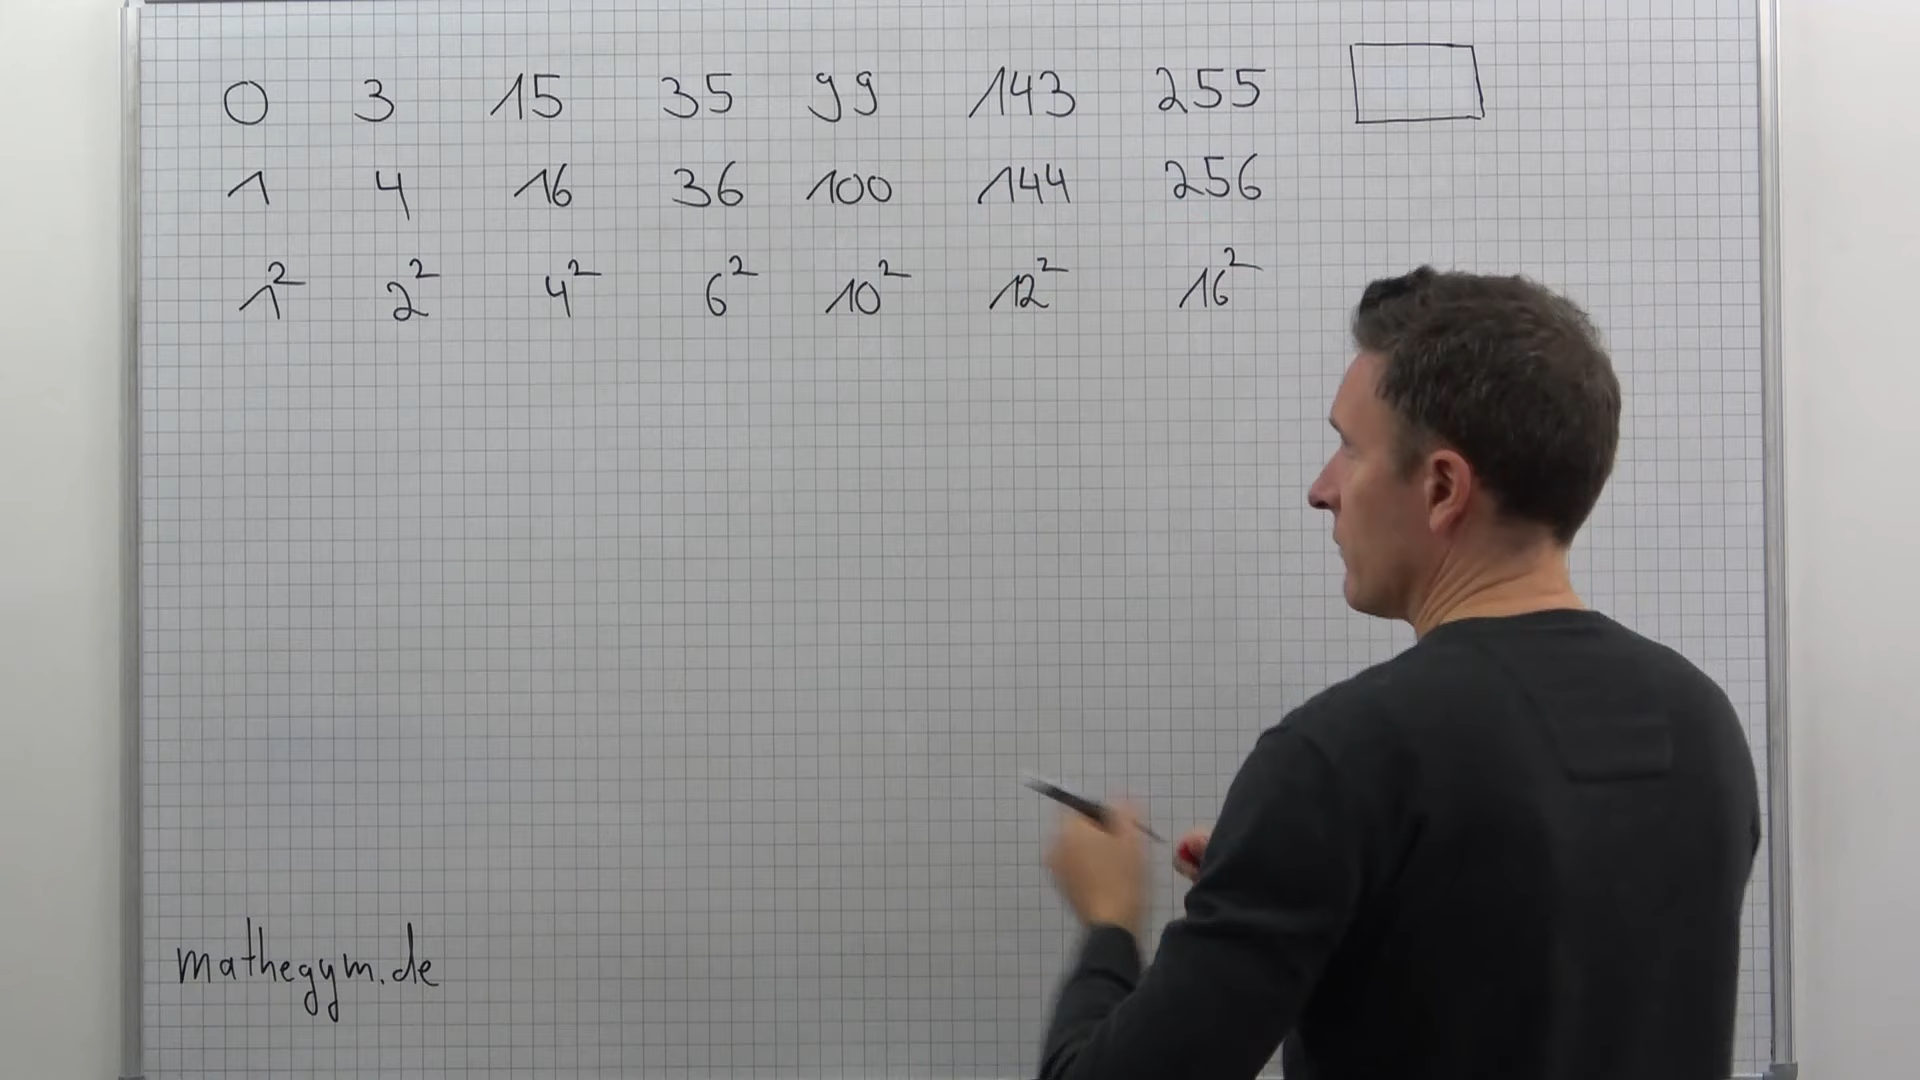 0 3 15 35 99 143 255
1 4 16 36 100 144 256
1² 2² 4² 6² 10² 12² 16²
mathegym.de